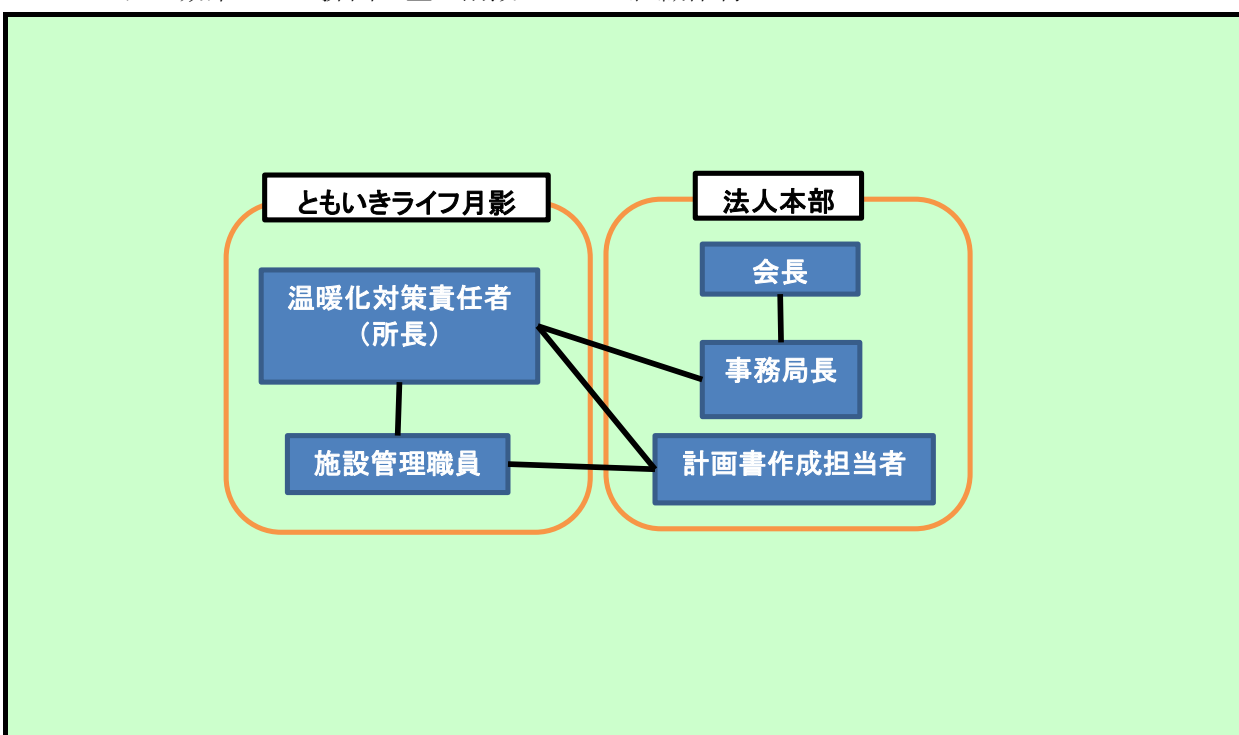 ともいきライフ月影
温暖化対策責任者
（所長）
施設管理職員
法人本部
会長
事務局長
計画書作成担当者